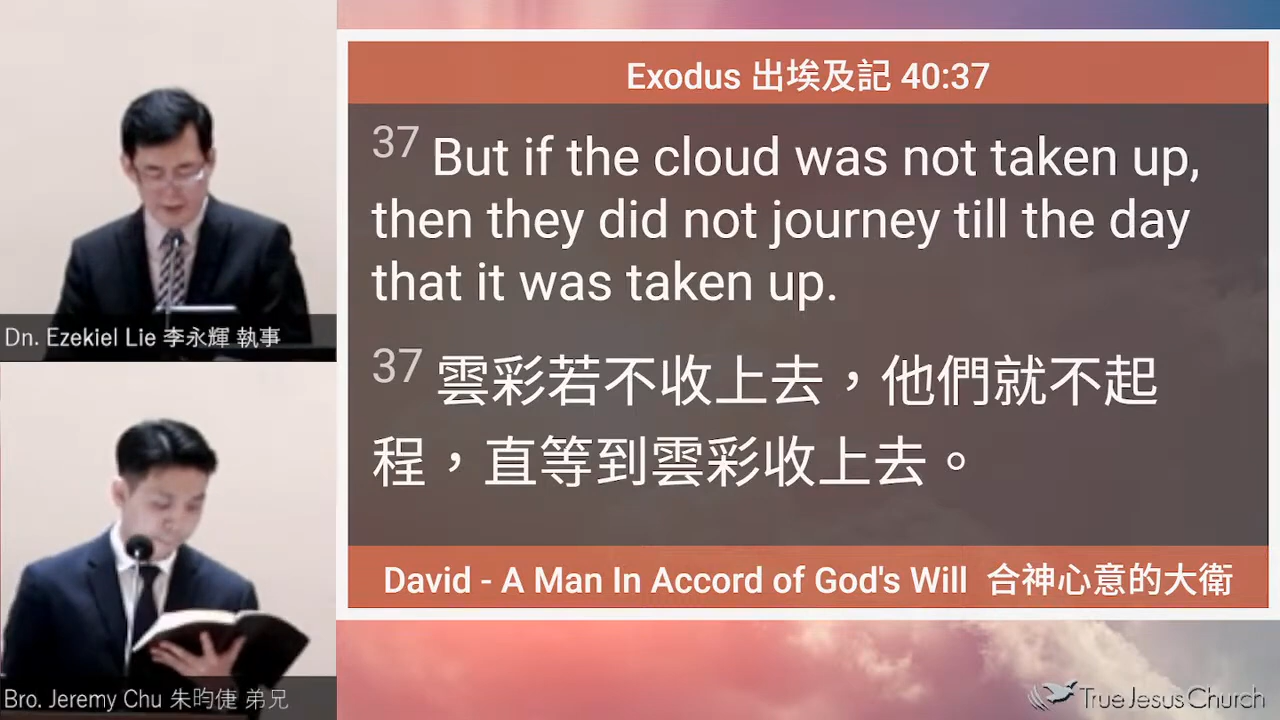 Exodus 出埃及記 40:37
37 But if the cloud was not taken up,
then they did not journey till the day
that it was taken up.
37 雲彩若不收上去，他們就不起
程，直等到雲彩收上去。
David - A Man In Accord of God's Will 合神心意的大衛
Dn. Ezekiel Lie 李永輝 執事
Bro. Jeremy Chu 朱昀倢 弟兄
True Jesus Church